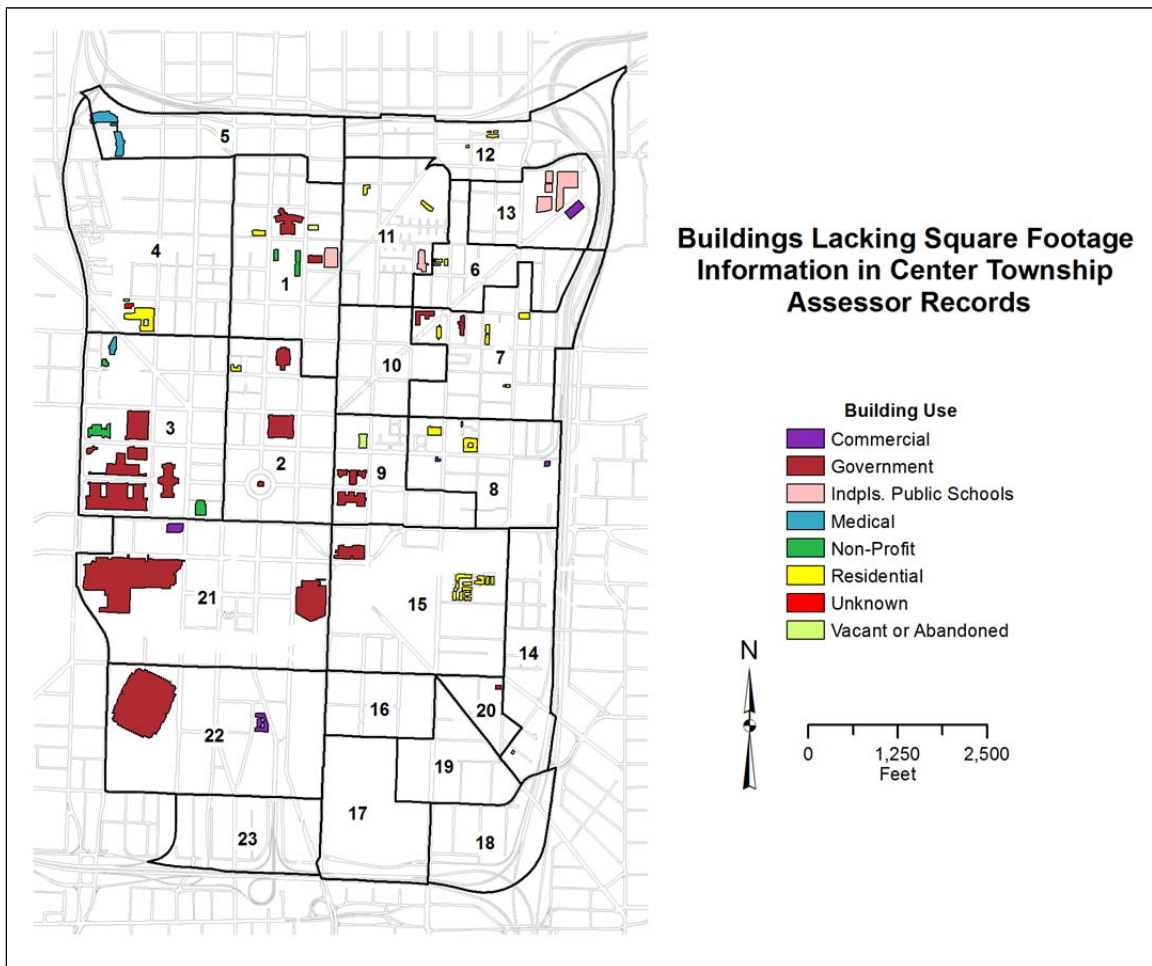 Buildings Lacking Square Footage
Information in Center Township
Assessor Records
Building Use
Commercial
Government
Indpls. Public Schools
Medical
Non-Profit
Residential
Unknown
Vacant or Abandoned
N
0 1,250 2,500
Feet
5
12
13
4
11
6
1
7
10
3
2
9
8
21
15
14
16
20
22
19
17
23
18